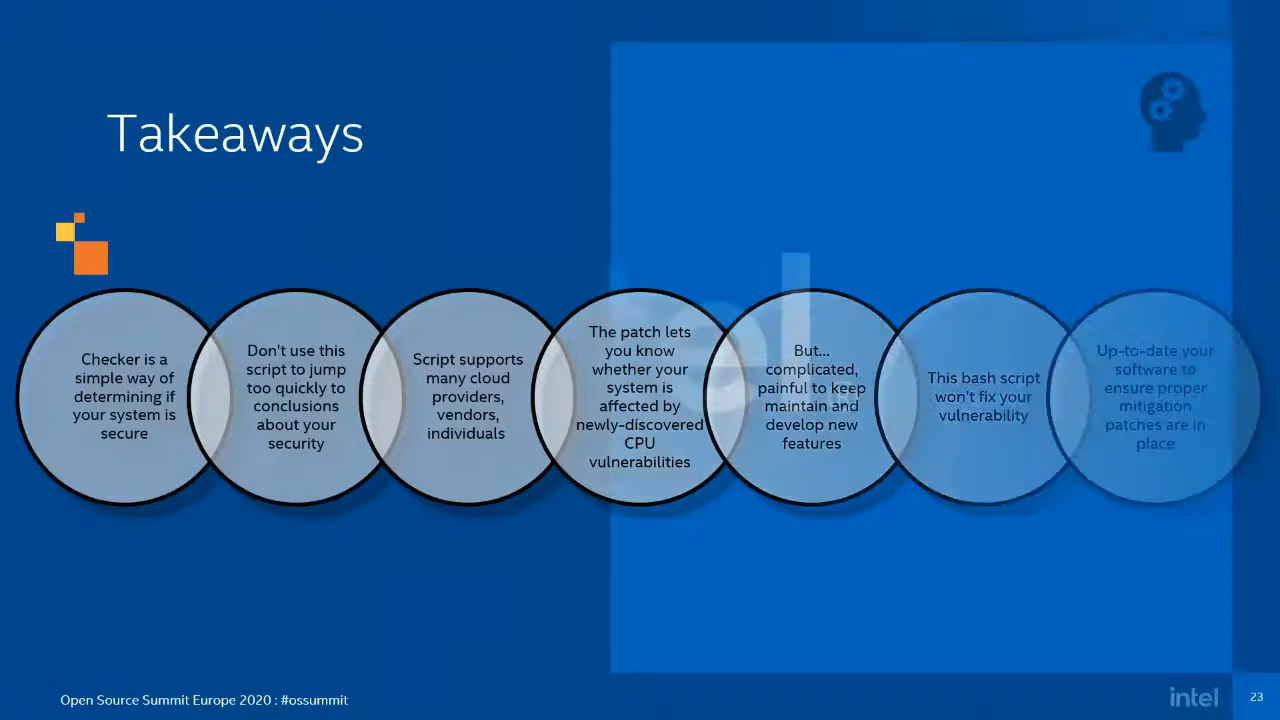 Takeaways
Checker is a
simple way of
determining if
your system is
secure
Don't use this
script to jump
too quickly to
conclusions
about your
security
Script supports
many cloud
providers,
vendors,
individuals
The patch lets
you know
whether your
system is
affected by
newly-discovered
CPU
vulnerabilities
But...
complicated,
painful to keep
maintain and
develop new
features
This bash script
won't fix your
vulnerability
Up-to-date your
software to
ensure proper
mitigation
patches are in
place
Open Source Summit Europe 2020 : #ossummit
intel
23